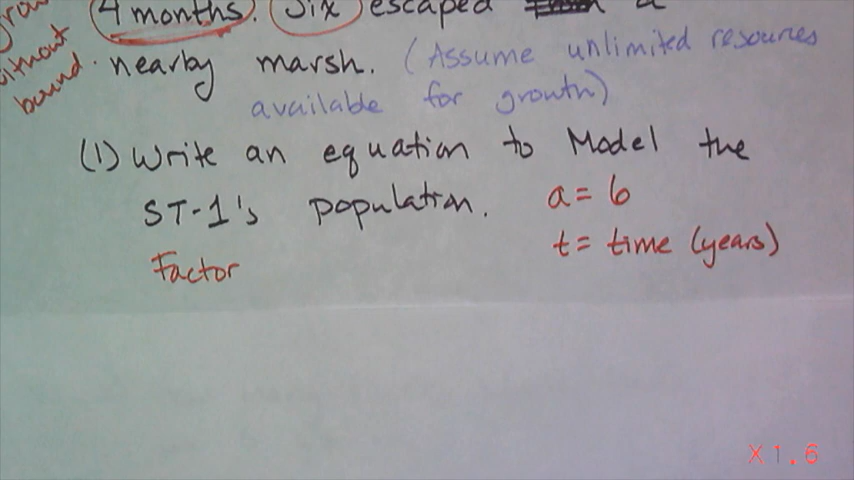 4 months. Six escaped a
without
bound.
nearby marsh. (Assume unlimited resources
available for growth)
(1) Write an equation to Model the
ST-1's population.
a = 6
t = time (years)
Factor
X1.6